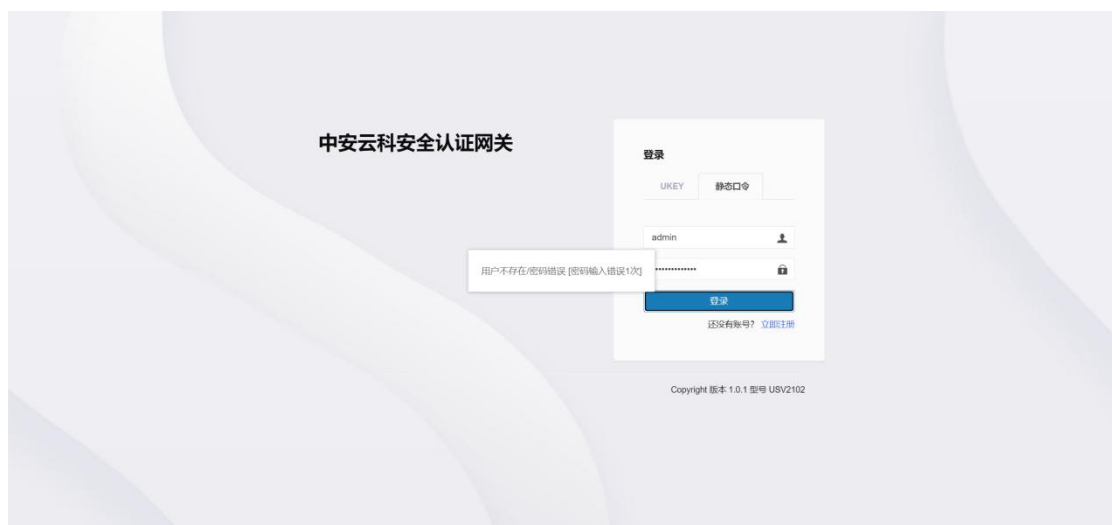 中安云科安全认证网关
登录
UKEY 静态口令
admin
用户不存在/密码错误 [密码输入错误1次]
登录
还没有账号? 立即注册
Copyright 版本 1.0.1 型号 USV2102